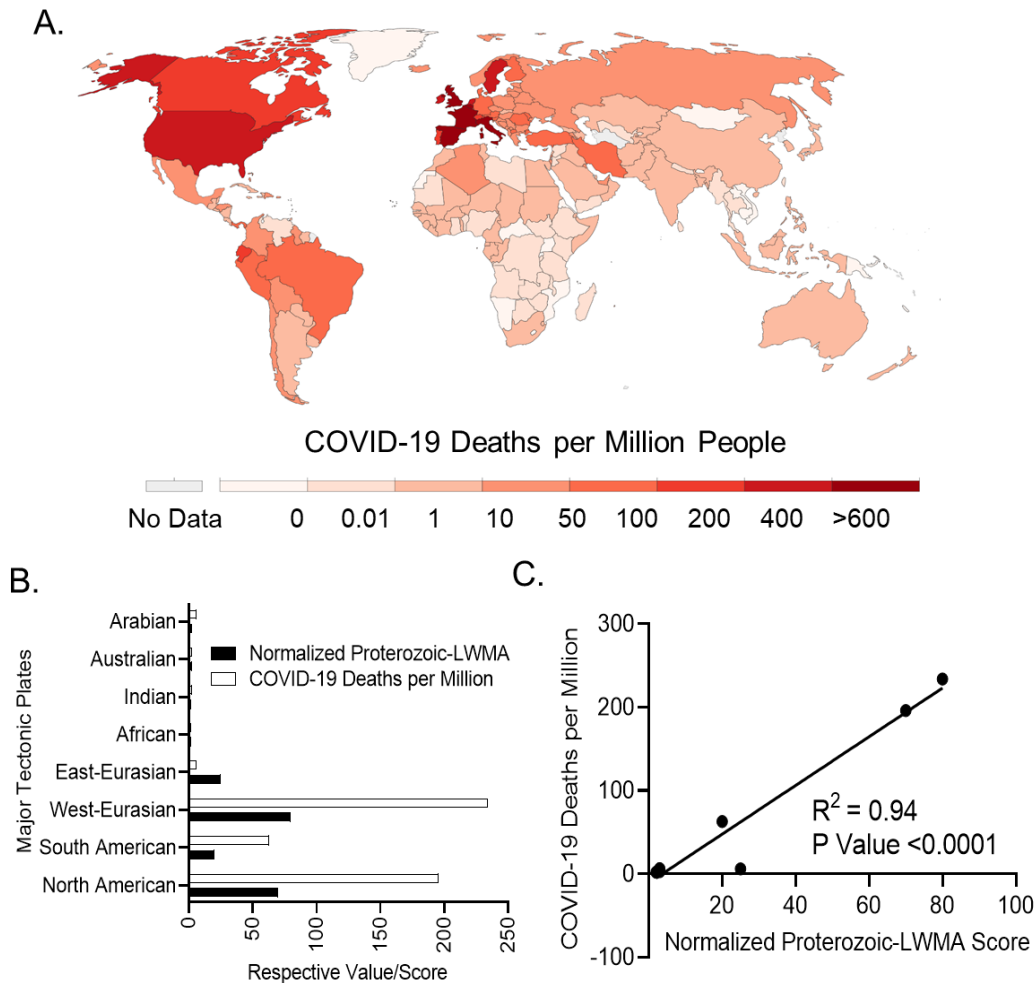 A.
COVID-19 Deaths per Million People
No Data 0 0.01 1 10 50 100 200 400 >600
B.
Major Tectonic Plates
Arabian
Australian
Indian
African
East-Eurasian
West-Eurasian
South American
North American
Normalized Proterozoic-LWMA
COVID-19 Deaths per Million
0 50 100 150 200 250
Respective Value/Score
C.
COVID-19 Deaths per Million
300
200
100
0
-100
R² = 0.94
P Value <0.0001
20 40 60 80 100
Normalized Proterozoic-LWMA Score